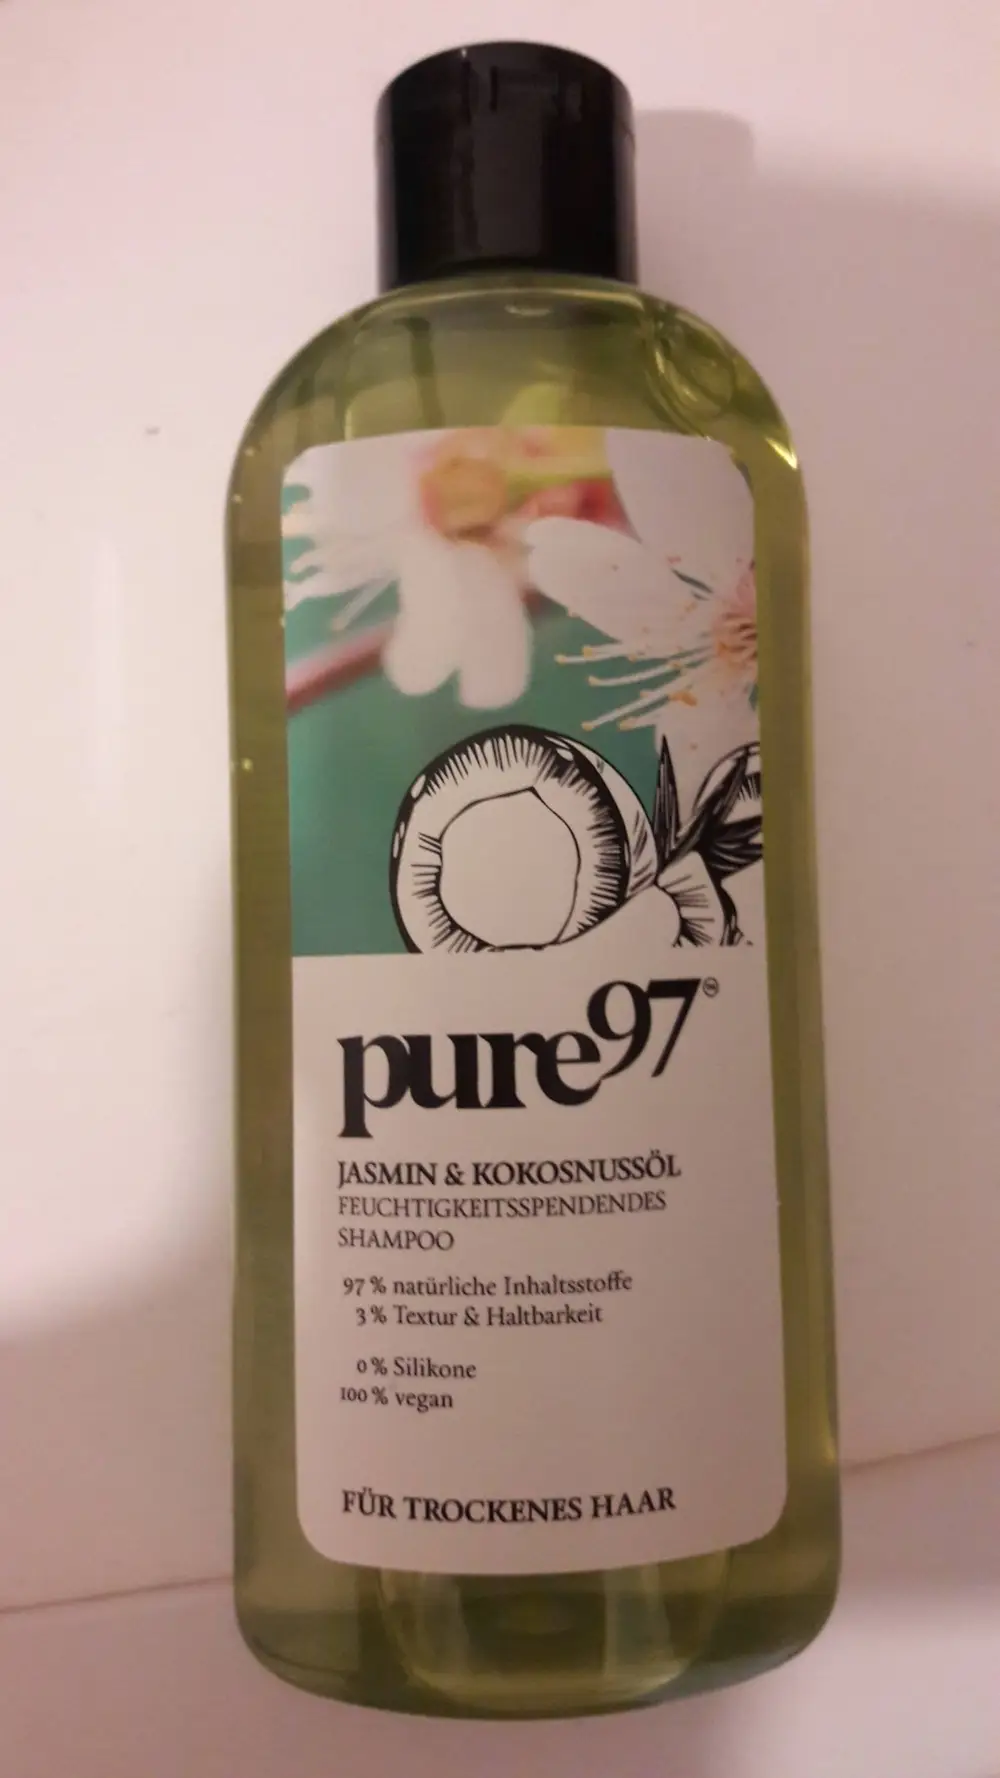 pure97
JASMIN & KOKOSNUSSÖL
FEUCHTIGKEITSSPENDENDES
SHAMPOO
97 % natürliche Inhaltsstoffe
3 % Textur & Haltbarkeit
0 % Silikone
100 % vegan
FÜR TROCKENES HAAR